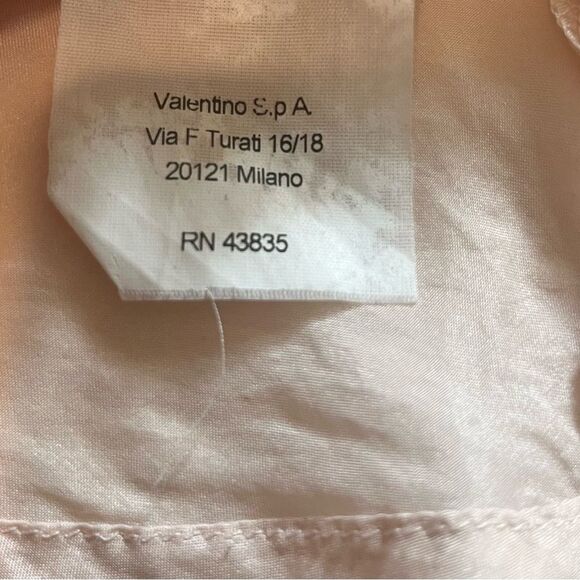 Valentino S.p A.
Via F Turati 16/18
20121 Milano
RN 43835